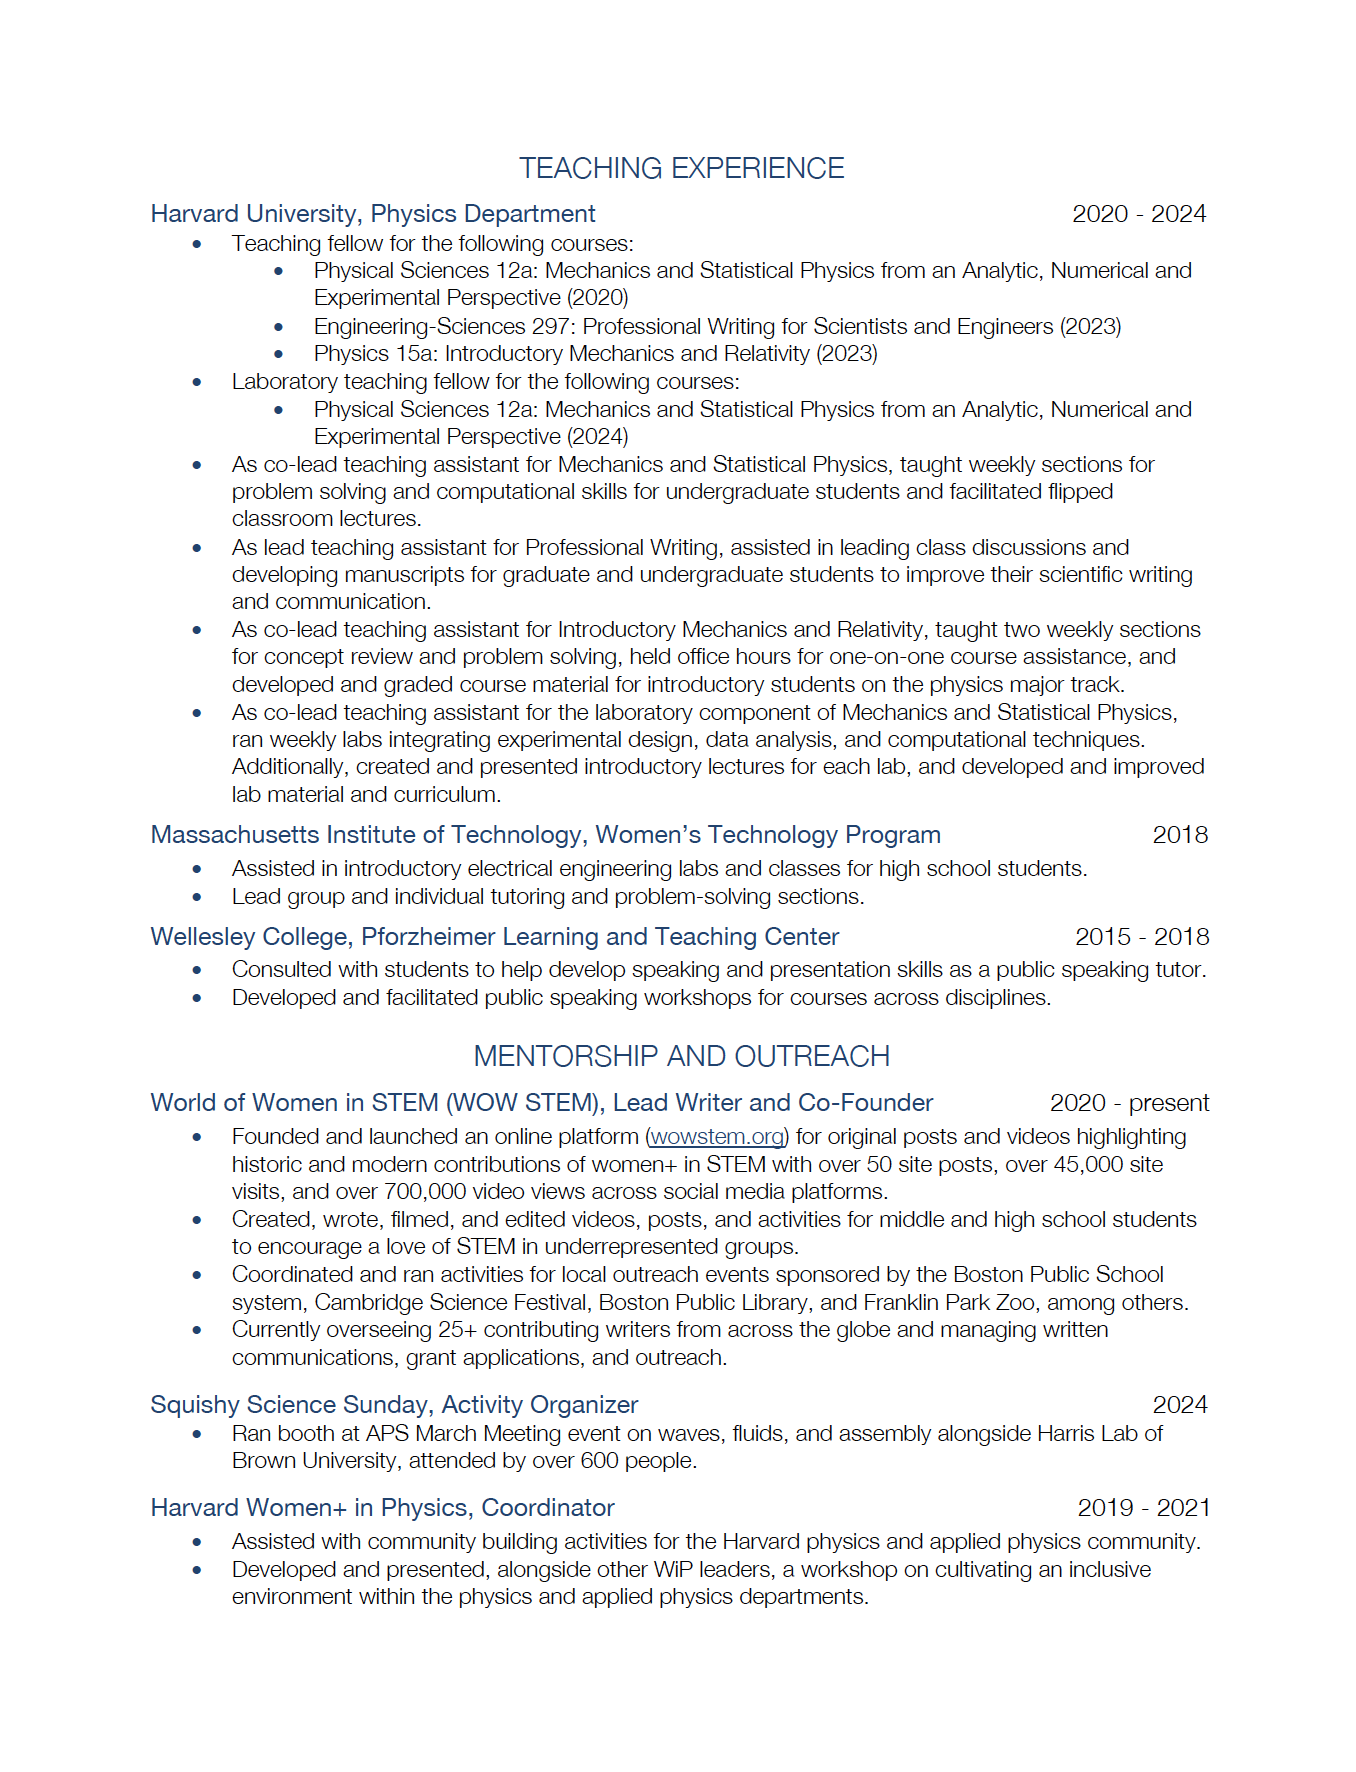 TEACHING EXPERIENCE
Harvard University, Physics Department 2020 - 2024
• Teaching fellow for the following courses:
• Physical Sciences 12a: Mechanics and Statistical Physics from an Analytic, Numerical and
Experimental Perspective (2020)
• Engineering-Sciences 297: Professional Writing for Scientists and Engineers (2023)
• Physics 15a: Introductory Mechanics and Relativity (2023)
• Laboratory teaching fellow for the following courses:
• Physical Sciences 12a: Mechanics and Statistical Physics from an Analytic, Numerical and
Experimental Perspective (2024)
• As co-lead teaching assistant for Mechanics and Statistical Physics, taught weekly sections for
problem solving and computational skills for undergraduate students and facilitated flipped
classroom lectures.
• As lead teaching assistant for Professional Writing, assisted in leading class discussions and
developing manuscripts for graduate and undergraduate students to improve their scientific writing
and communication.
• As co-lead teaching assistant for Introductory Mechanics and Relativity, taught two weekly sections
for concept review and problem solving, held office hours for one-on-one course assistance, and
developed and graded course material for introductory students on the physics major track.
• As co-lead teaching assistant for the laboratory component of Mechanics and Statistical Physics,
ran weekly labs integrating experimental design, data analysis, and computational techniques.
Additionally, created and presented introductory lectures for each lab, and developed and improved
lab material and curriculum.
Massachusetts Institute of Technology, Women’s Technology Program 2018
• Assisted in introductory electrical engineering labs and classes for high school students.
• Lead group and individual tutoring and problem-solving sections.
Wellesley College, Pforzheimer Learning and Teaching Center 2015 - 2018
• Consulted with students to help develop speaking and presentation skills as a public speaking tutor.
• Developed and facilitated public speaking workshops for courses across disciplines.
MENTORSHIP AND OUTREACH
World of Women in STEM (WOW STEM), Lead Writer and Co-Founder 2020 - present
• Founded and launched an online platform (wowstem.org) for original posts and videos highlighting
historic and modern contributions of women+ in STEM with over 50 site posts, over 45,000 site
visits, and over 700,000 video views across social media platforms.
• Created, wrote, filmed, and edited videos, posts, and activities for middle and high school students
to encourage a love of STEM in underrepresented groups.
• Coordinated and ran activities for local outreach events sponsored by the Boston Public School
system, Cambridge Science Festival, Boston Public Library, and Franklin Park Zoo, among others.
• Currently overseeing 25+ contributing writers from across the globe and managing written
communications, grant applications, and outreach.
Squishy Science Sunday, Activity Organizer 2024
• Ran booth at APS March Meeting event on waves, fluids, and assembly alongside Harris Lab of
Brown University, attended by over 600 people.
Harvard Women+ in Physics, Coordinator 2019 - 2021
• Assisted with community building activities for the Harvard physics and applied physics community.
• Developed and presented, alongside other WiP leaders, a workshop on cultivating an inclusive
environment within the physics and applied physics departments.